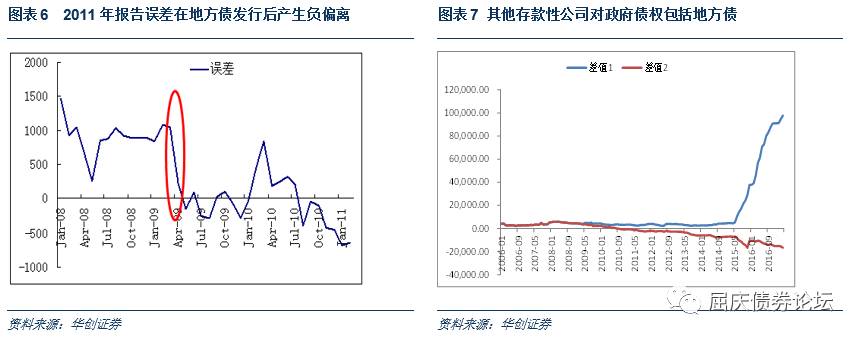 图表 6 2011 年报告误差在地方债发行后产生负偏离
误差
2000
1500
1000
500
0
-500
-1000
Jan-08
Apr-08
Jul-08
Oct-08
Jan-09
Apr-09
Jul-09
Oct-09
Jan-10
Apr-10
Jul-10
Oct-10
Jan-11
资料来源：华创证券
图表 7 其他存款性公司对政府债权包括地方债
差值1
差值2
120,000.00
100,000.00
80,000.00
60,000.00
40,000.00
20,000.00
0.00
-20,000.00
-40,000.00
2006-01
2006-09
2007-05
2008-01
2008-09
2009-05
2010-01
2010-09
2011-05
2012-01
2012-09
2013-05
2014-01
2014-09
2015-05
2016-01
2016-09
资料来源：华创证券
屈庆债券论坛